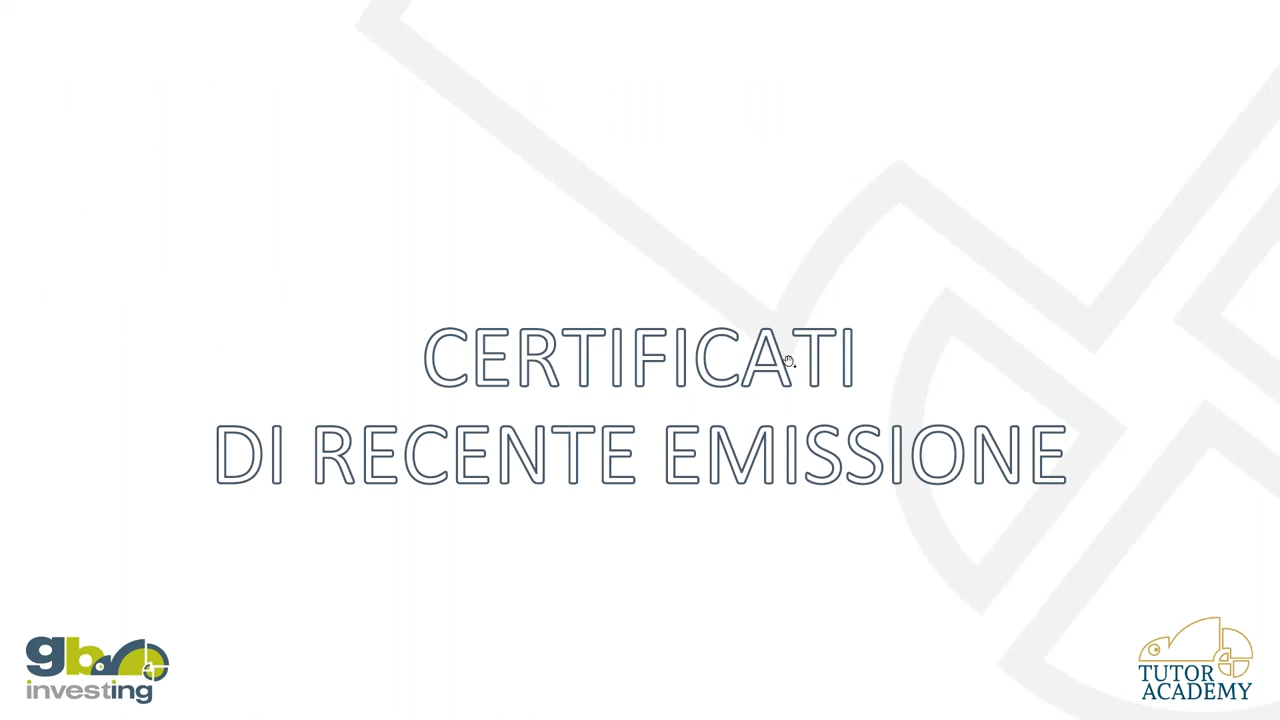 CERTIFICATI
DI RECENTE EMISSIONE
gb
investing
TUTOR
ACADEMY